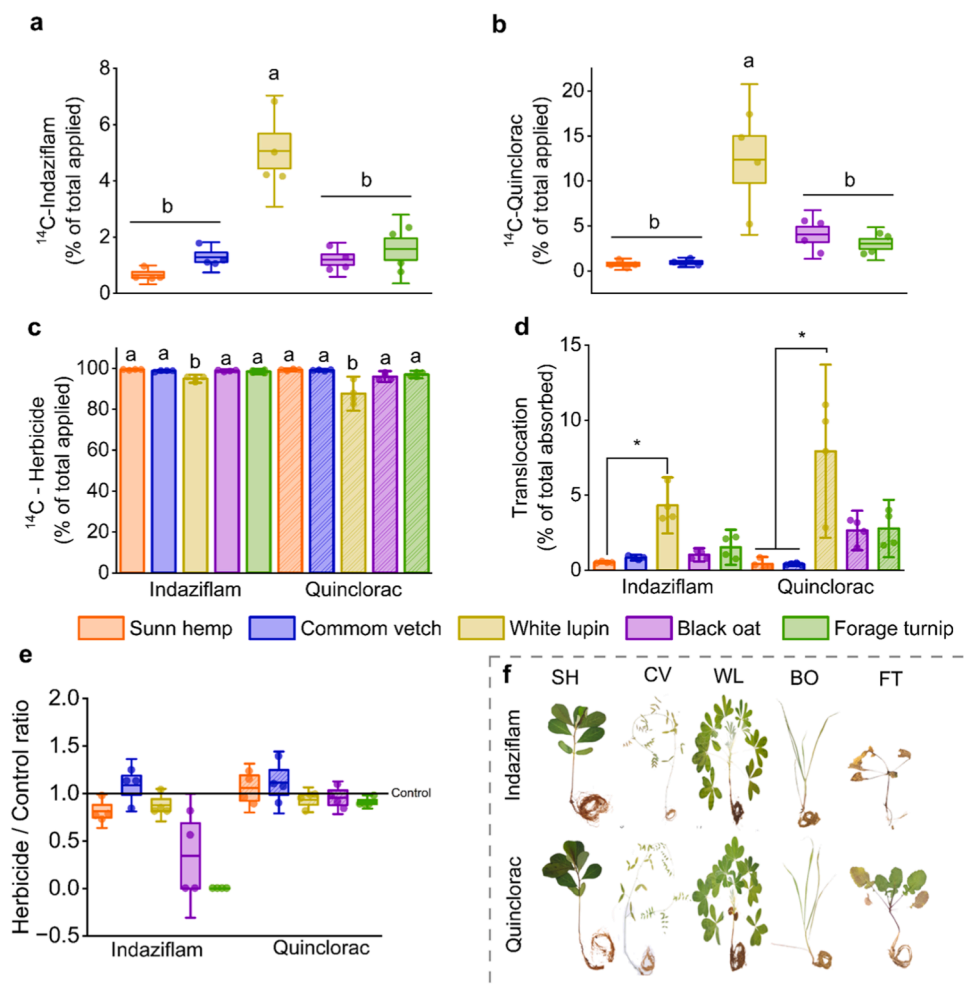 a
¹⁴C-Indaziflam
(% of total applied)
8
6
4
2
0
b
a
b
b
¹⁴C-Quinclorac
(% of total applied)
20
15
10
5
0
b
a
b
c
¹⁴C - Herbicide
(% of total applied)
100
80
60
40
20
0
a a b a a a a b a a
Indaziflam Quinclorac
d
Translocation
(% of total absorbed)
15
10
5
0
*
*
Indaziflam Quinclorac
Sunn hemp Commom vetch White lupin Black oat Forage turnip
e
Herbicide / Control ratio
2.0
1.5
1.0
0.5
0.0
−0.5
Control
Indaziflam Quinclorac
f
SH CV WL BO FT
Indaziflam
Quinclorac